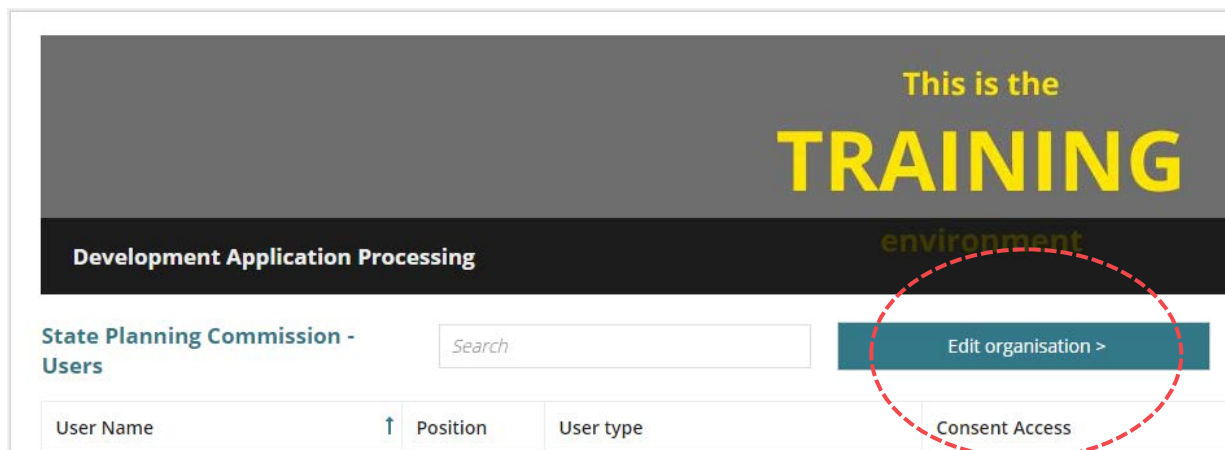 This is the
TRAINING
environment
Development Application Processing
State Planning Commission -
Users
Search
Edit organisation >
User Name ↑ Position User type Consent Access